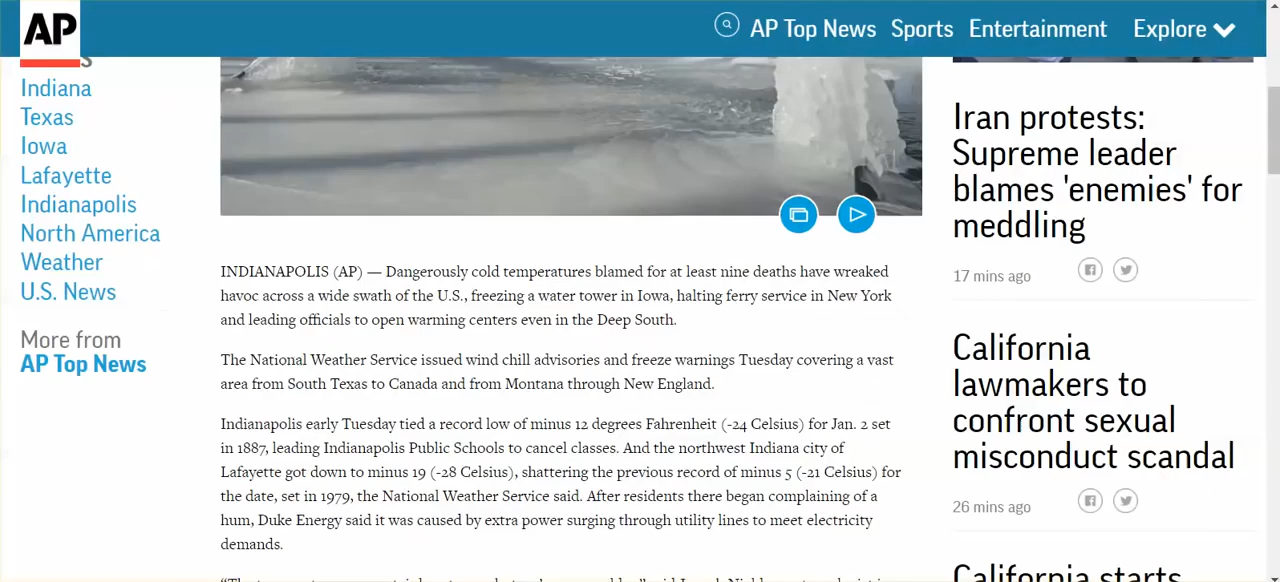 AP
AP Top News Sports Entertainment Explore
s
Indiana
Texas
Iowa
Lafayette
Indianapolis
North America
Weather
U.S. News
More from
AP Top News
INDIANAPOLIS (AP) — Dangerously cold temperatures blamed for at least nine deaths have wreaked
havoc across a wide swath of the U.S., freezing a water tower in Iowa, halting ferry service in New York
and leading officials to open warming centers even in the Deep South.
The National Weather Service issued wind chill advisories and freeze warnings Tuesday covering a vast
area from South Texas to Canada and from Montana through New England.
Indianapolis early Tuesday tied a record low of minus 12 degrees Fahrenheit (-24 Celsius) for Jan. 2 set
in 1887, leading Indianapolis Public Schools to cancel classes. And the northwest Indiana city of
Lafayette got down to minus 19 (-28 Celsius), shattering the previous record of minus 5 (-21 Celsius) for
the date, set in 1979, the National Weather Service said. After residents there began complaining of a
hum, Duke Energy said it was caused by extra power surging through utility lines to meet electricity
demands.
Iran protests:
Supreme leader
blames 'enemies' for
meddling
17 mins ago
California
lawmakers to
confront sexual
misconduct scandal
26 mins ago
California starts